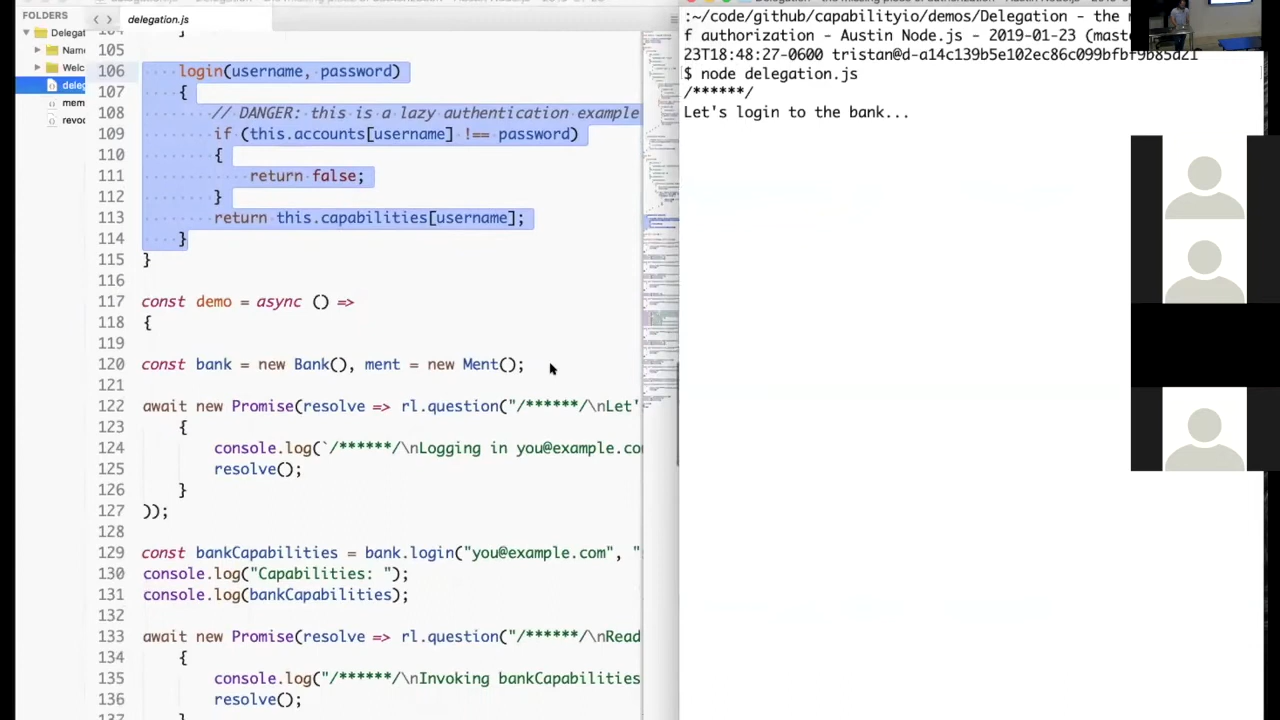 FOLDERS
Delegat
Name
Welc
deleg
mem
revoc
delegation.js
105 }
106 login(username, password)
107 {
108 this is crazy authentication example
109 (this.accounts[username] == password)
110 {
111 return false;
112 }
113 return this.capabilities[username];
114 }
115 }
116
117 const demo = async () =>
118 {
119
120 const bank = new Bank(), ment = new Ment();
121
122 await new Promise(resolve => rl.question("/******/\nLet'
123 {
124 console.log(`/******/\nLogging in you@example.co
125 resolve();
126 }
127 ));
128
129 const bankCapabilities = bank.login("you@example.com", "
130 console.log("Capabilities: ");
131 console.log(bankCapabilities);
132
133 await new Promise(resolve => rl.question("/******/\nRead
134 {
135 console.log("/******/\nInvoking bankCapabilities
136 resolve();
137 }
:~/code/github/capabilityio/demos/Delegation - the
f authorization - Austin Node.js - 2019-01-23
23T18:48:27-0600
$ node delegation.js
/******/
Let's login to the bank...